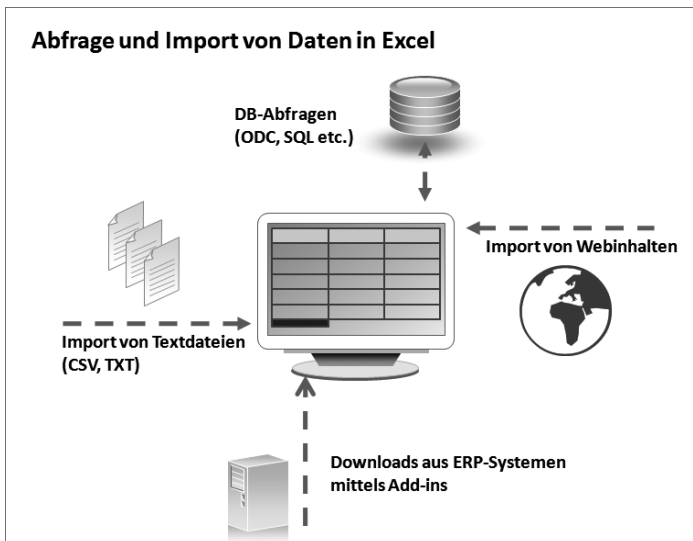 Abfrage und Import von Daten in Excel
DB-Abfragen
(ODC, SQL etc.)
Import von Webinhalten
Import von Textdateien
(CSV, TXT)
Downloads aus ERP-Systemen
mittels Add-ins